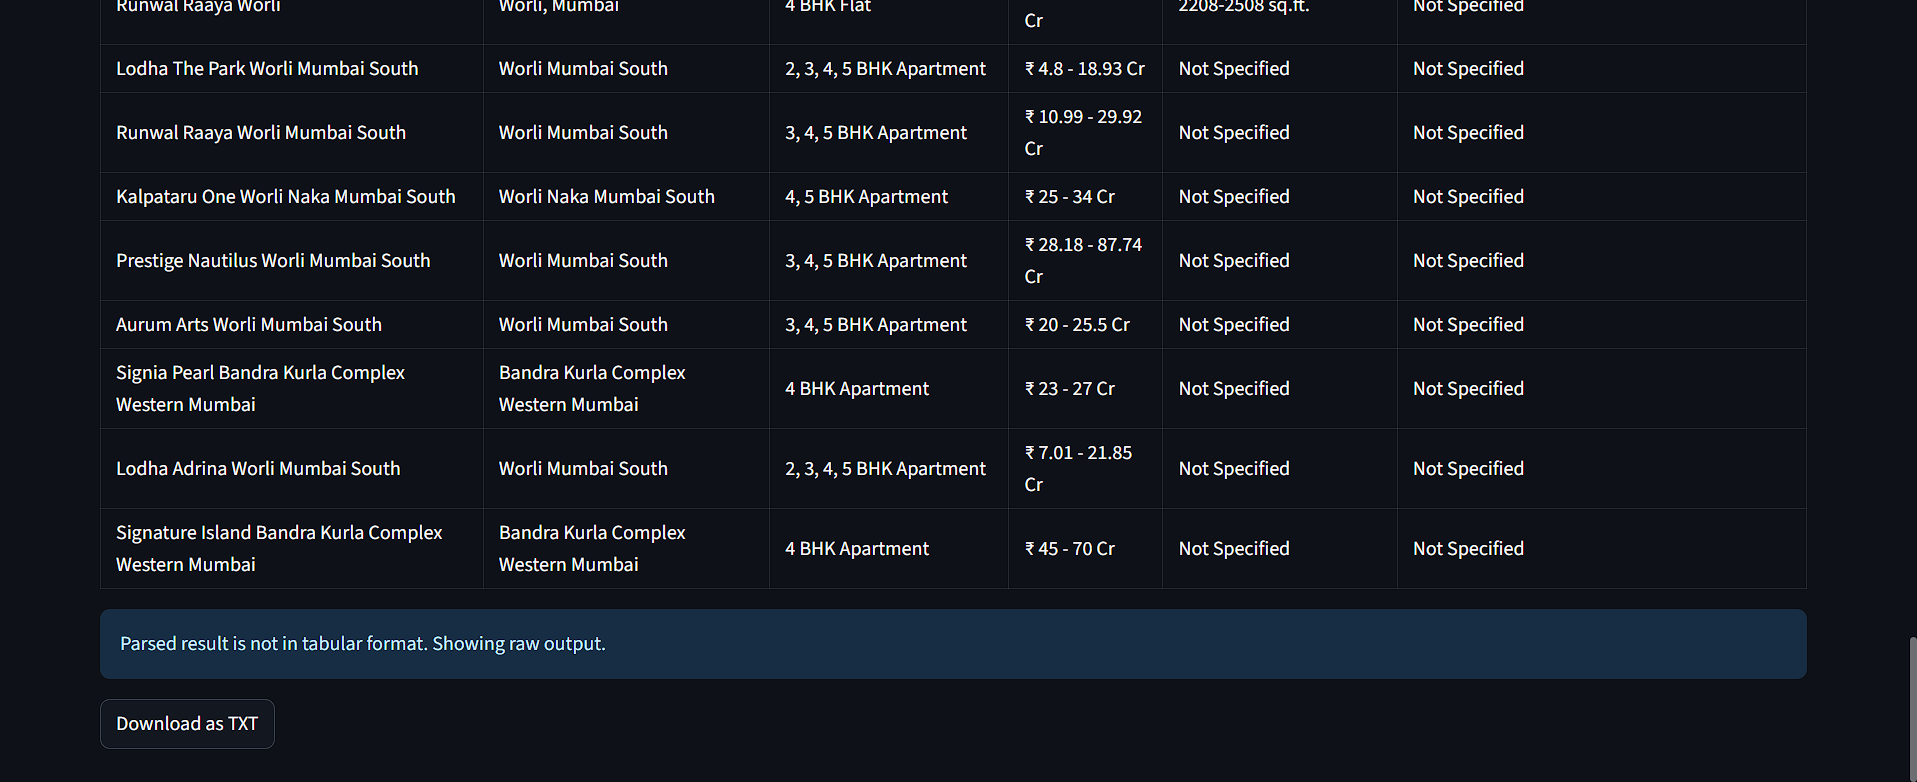 Runwal Raaya Worli
Worli, Mumbai
4 BHK Flat
Cr
2208-2508 sq.ft.
Not Specified
Lodha The Park Worli Mumbai South
Worli Mumbai South
2, 3, 4, 5 BHK Apartment
₹ 4.8 - 18.93 Cr
Not Specified
Not Specified
Runwal Raaya Worli Mumbai South
Worli Mumbai South
3, 4, 5 BHK Apartment
₹ 10.99 - 29.92
Cr
Not Specified
Not Specified
Kalpataru One Worli Naka Mumbai South
Worli Naka Mumbai South
4, 5 BHK Apartment
₹ 25 - 34 Cr
Not Specified
Not Specified
Prestige Nautilus Worli Mumbai South
Worli Mumbai South
3, 4, 5 BHK Apartment
₹ 28.18 - 87.74
Cr
Not Specified
Not Specified
Aurum Arts Worli Mumbai South
Worli Mumbai South
3, 4, 5 BHK Apartment
₹ 20 - 25.5 Cr
Not Specified
Not Specified
Signia Pearl Bandra Kurla Complex
Western Mumbai
Bandra Kurla Complex
Western Mumbai
4 BHK Apartment
₹ 23 - 27 Cr
Not Specified
Not Specified
Lodha Adrina Worli Mumbai South
Worli Mumbai South
2, 3, 4, 5 BHK Apartment
₹ 7.01 - 21.85
Cr
Not Specified
Not Specified
Signature Island Bandra Kurla Complex
Western Mumbai
Bandra Kurla Complex
Western Mumbai
4 BHK Apartment
₹ 45 - 70 Cr
Not Specified
Not Specified
Parsed result is not in tabular format. Showing raw output.
Download as TXT